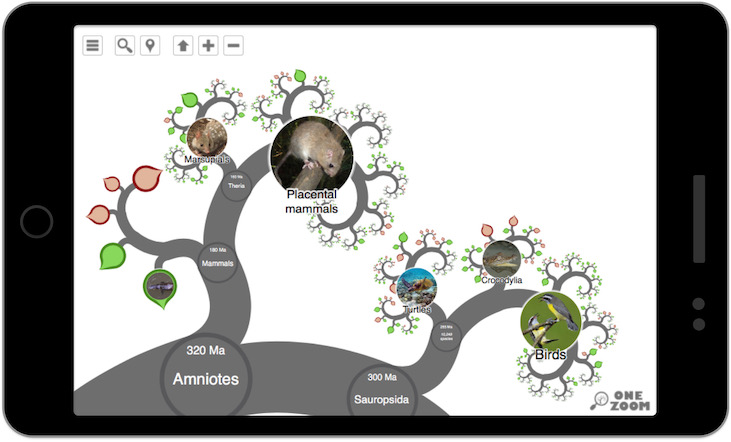 Marsupials
160 Ma
Theria
Placental
mammals
180 Ma
Mammals
Turtles
Crocodylia
Birds
320 Ma
Amniotes
300 Ma
Sauropsida
ONE
ZOOM